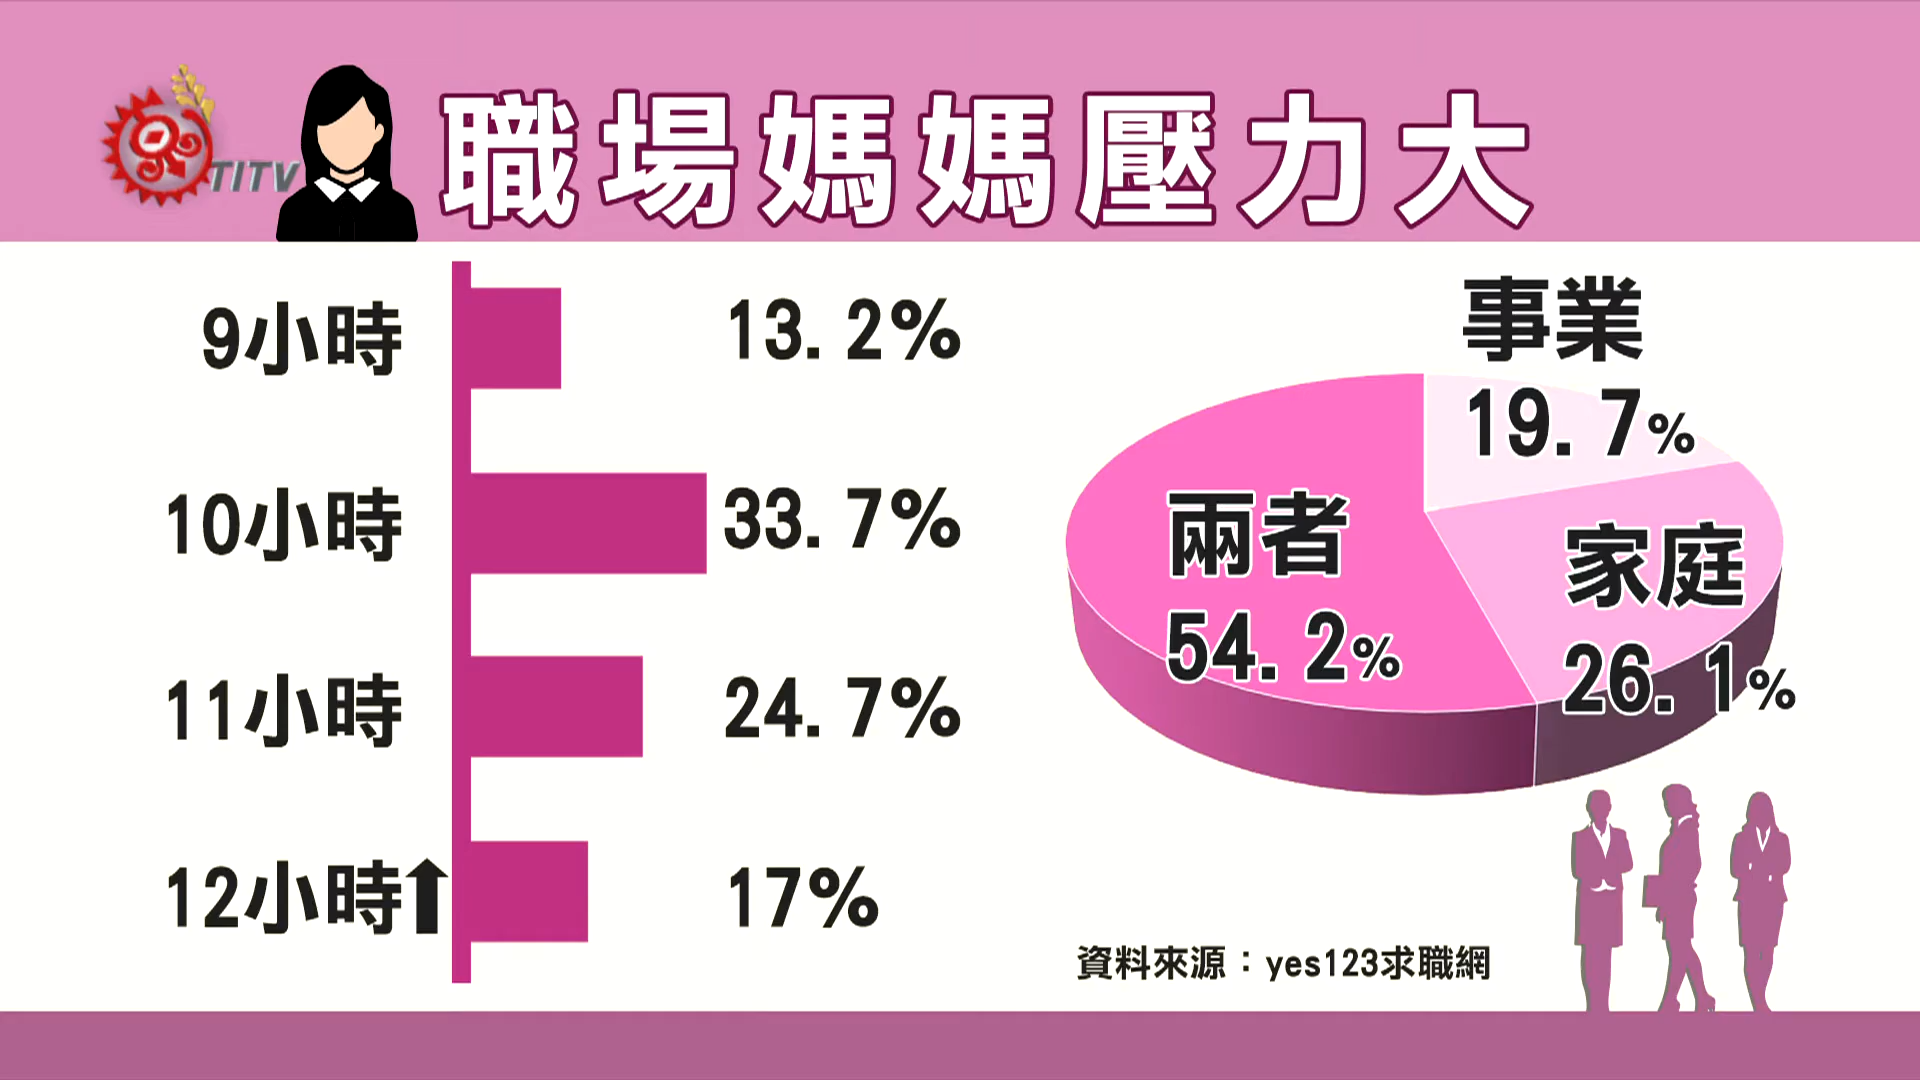 TITV
職場媽媽壓力大
9小時 13.2%
10小時 33.7%
11小時 24.7%
12小時⬆ 17%
事業
19.7%
兩者
54.2%
家庭
26.1%
資料來源：yes123求職網